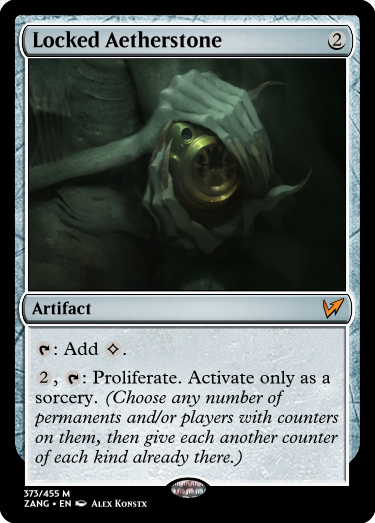 Locked Aetherstone 2
Artifact
: Add .
2, : Proliferate. Activate only as a
sorcery. (Choose any number of
permanents and/or players with counters
on them, then give each another counter
of each kind already there.)
373/455 M
ZANG • EN Alex Konstx